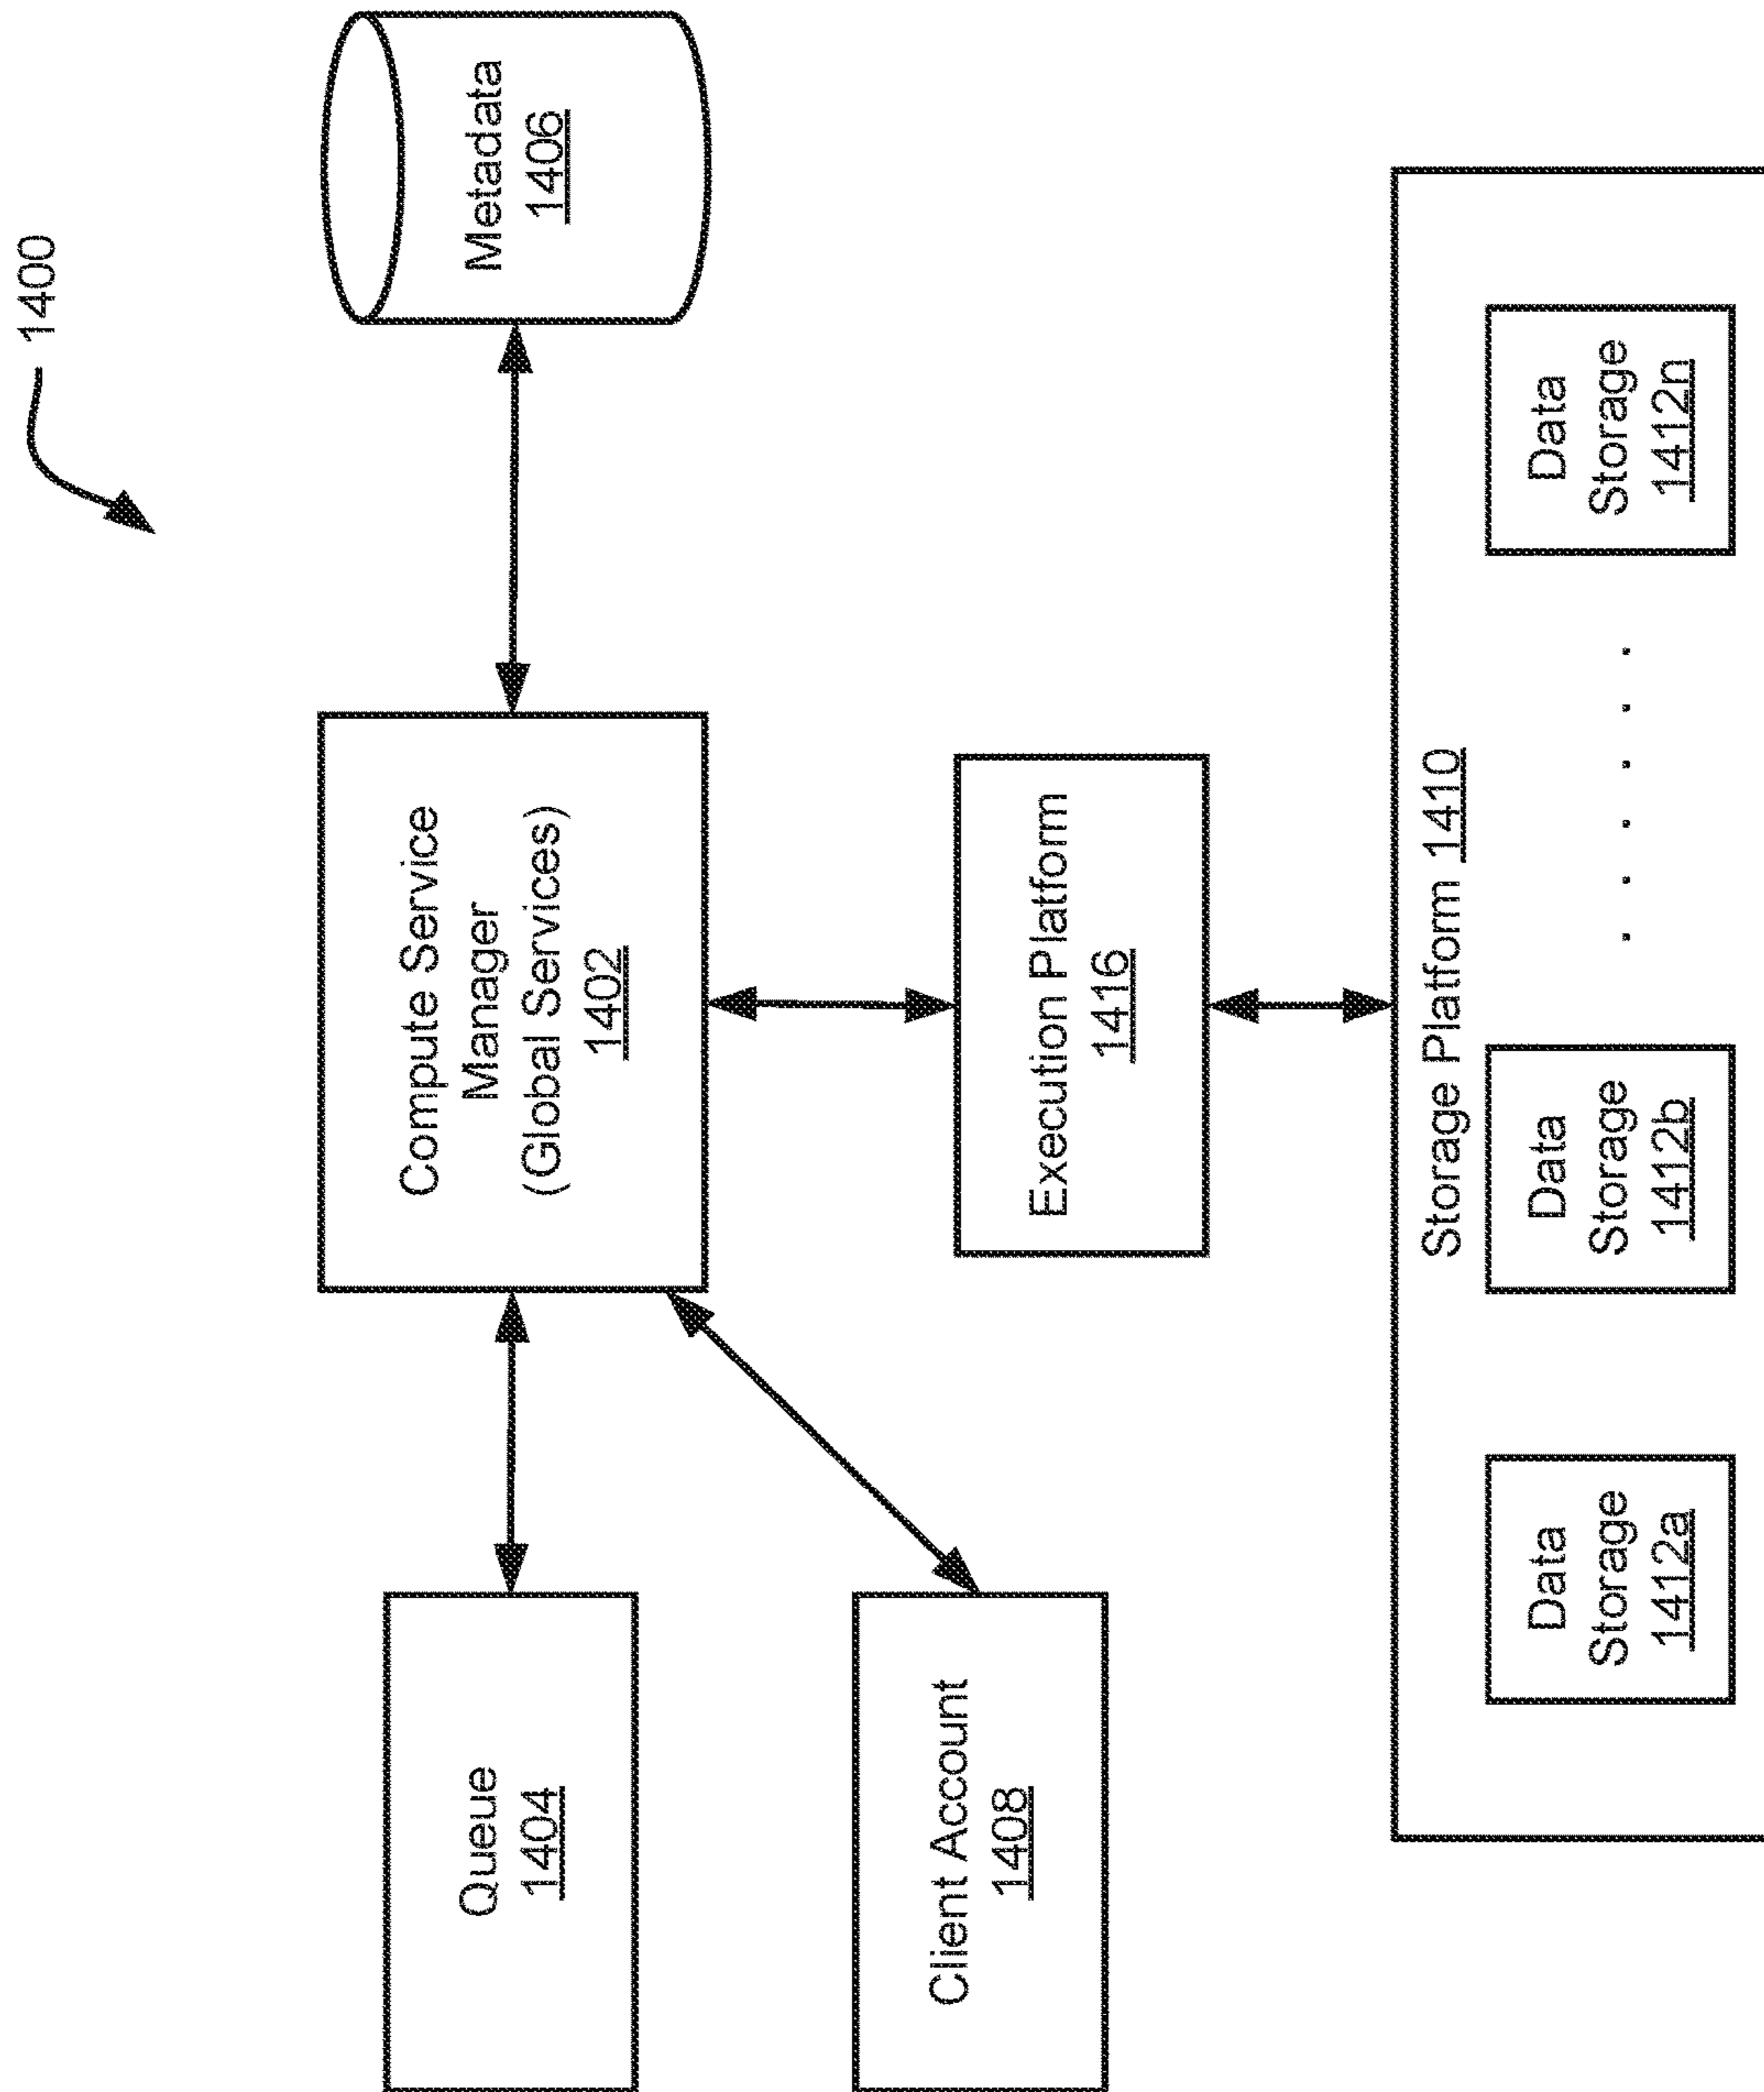 1400
Queue
1404
Compute Service
Manager
(Global Services)
1402
Metadata
1406
Client Account
1408
Execution Platform
1416
Storage Platform 1410
Data
Storage
1412a
Data
Storage
1412b
. . . . . .
Data
Storage
1412n